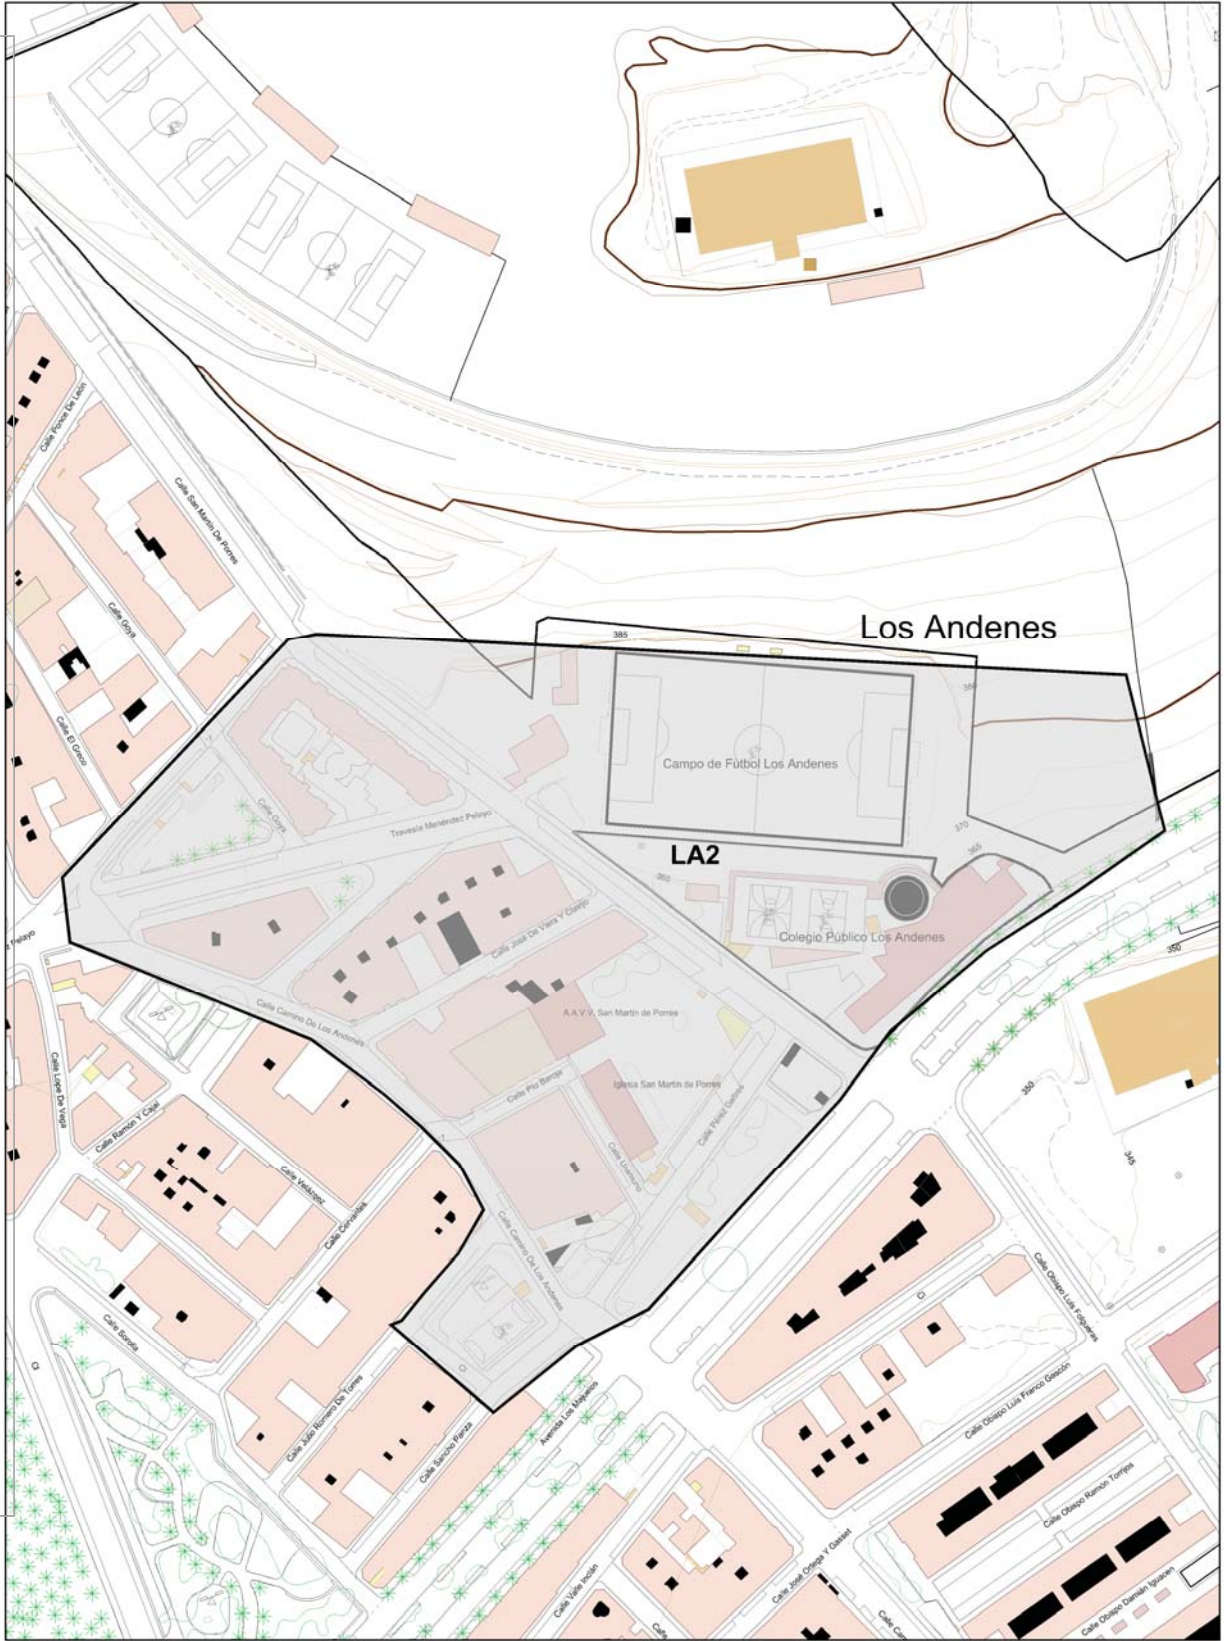 Calle Ponce De León
Calle San Martín De Porres
Calle Goya
Los Andenes
385
380
Calle El Greco
Campo de Fútbol Los Andenes
Calle Goya
Travesía Menéndez Pelayo
370
365
LA2
360
Calle José De Viera Y Clavijo
Colegio Público Los Andenes
z Pelayo
350
Calle Camino De Los Andenes
A.A.V.V. San Martín de Porres
Calle Pío Baroja
Iglesia San Martín de Porres
Calle Lope De Vega
Calle Ramón Y Cajal
Calle Pérez Galdós
350
345
Calle Velázquez
Calle Unamuno
Calle Cervantes
Calle Camino De Los Andenes
Calle Obispo Luis Folgueras
Cl
Calle Sorolla
Cl
Cl
Calle Julio Romero De Torres
Calle Sancho Panza
Avenida Los Majuelos
Calle Obispo Luis Franco Gascón
Calle Obispo Ramón Torrijos
Calle José Ortega Y Gasset
Calle Valle Inclán
Calle Obispo Damián Iguacen